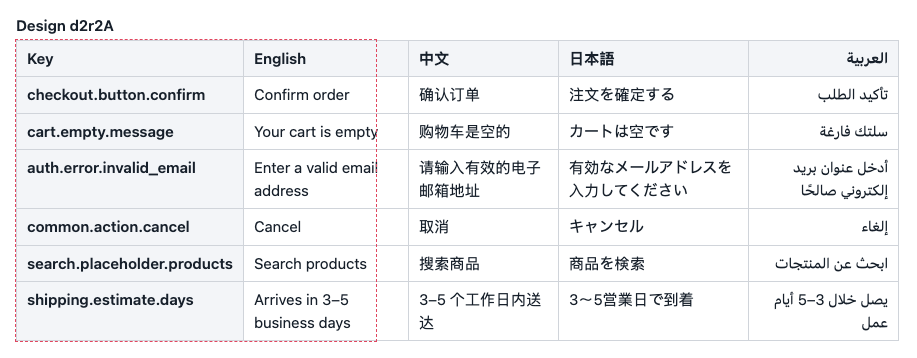 Design d2r2A
Key English 中文 日本語 العربية
checkout.button.confirm Confirm order 确认订单 注文を確定する تأكيد الطلب
cart.empty.message Your cart is empty 购物车是空的 カートは空です سلتك فارغة
auth.error.invalid_email Enter a valid email 请输入有效的电子 有効なメールアドレスを أدخل عنوان بريد
address 邮箱地址 入力してください إلكتروني صالحًا
common.action.cancel Cancel 取消 キャンセル إلغاء
search.placeholder.products Search products 搜索商品 商品を検索 ابحث عن المنتجات
shipping.estimate.days Arrives in 3–5 3–5 个工作日内送 3〜5営業日で到着 يصل خلال 3–5 أيام
business days 达 عمل